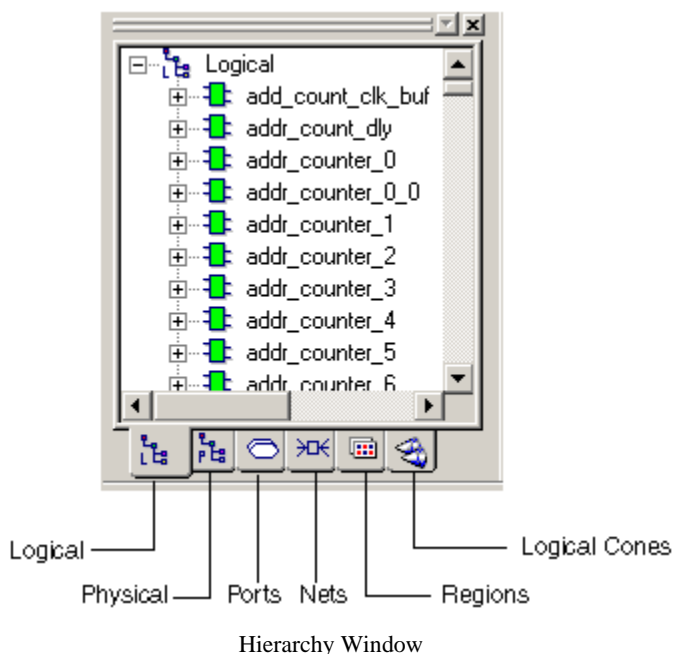 Logical
add_count_clk_buf
addr_count_dly
addr_counter_0
addr_counter_0_0
addr_counter_1
addr_counter_2
addr_counter_3
addr_counter_4
addr_counter_5
addr_counter_6
L
P
Logical
Logical Cones
Physical
Ports
Nets
Regions
Hierarchy Window